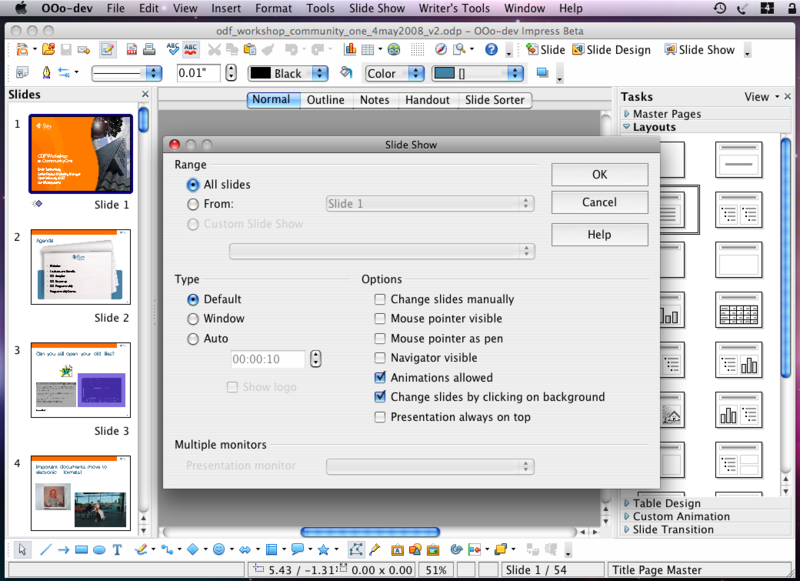 OOo-dev File Edit View Insert Format Tools Slide Show Writer's Tools Window Help
odf_workshop_community_one_4may2008_v2.odp - OOo-dev Impress Beta
Slide Slide Design Slide Show
0.01" Black Color []
Slides
Normal Outline Notes Handout Slide Sorter
Tasks View
Master Pages
Layouts
1
ODF Workshop
Slide 1
2
Agenda
Slide 2
3
Can you still open your old files?
Slide 3
4
Important documents, move to
electronic formats!
Slide Show
Range
All slides
From: Slide 1
Custom Slide Show
OK
Cancel
Help
Type
Default
Window
Auto
00:00:10
Show logo
Options
Change slides manually
Mouse pointer visible
Mouse pointer as pen
Navigator visible
Animations allowed
Change slides by clicking on background
Presentation always on top
Multiple monitors
Presentation monitor
Table Design
Custom Animation
Slide Transition
5.43 / -1.31 0.00 x 0.00 51% Slide 1 / 54 Title Page Master